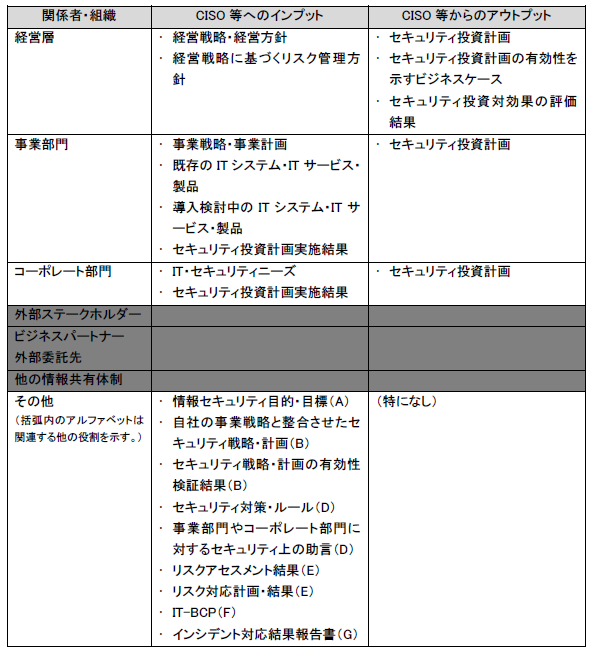 関係者・組織
CISO 等へのインプット
CISO 等からのアウトプット
経営層
・ 経営戦略・経営方針
・ 経営戦略に基づくリスク管理方
針
・ セキュリティ投資計画
・ セキュリティ投資計画の有効性を
示すビジネスケース
・ セキュリティ投資対効果の評価
結果
事業部門
・ 事業戦略・事業計画
・ 既存の IT システム・IT サービス・
製品
・ 導入検討中の IT システム・IT サ
ービス・製品
・ セキュリティ投資計画実施結果
・ セキュリティ投資計画
コーポレート部門
・ IT・セキュリティニーズ
・ セキュリティ投資計画実施結果
・ セキュリティ投資計画
外部ステークホルダー
ビジネスパートナー
外部委託先
他の情報共有体制
その他
（括弧内のアルファベットは
関連する他の役割を示す。）
・ 情報セキュリティ目的・目標（A）
・ 自社の事業戦略と整合させたセ
キュリティ戦略・計画（B）
・ セキュリティ戦略・計画の有効性
検証結果（B）
・ セキュリティ対策・ルール（D）
・ 事業部門やコーポレート部門に
対するセキュリティ上の助言（D）
・ リスクアセスメント結果（E）
・ リスク対応計画・結果（E）
・ IT-BCP（F）
・ インシデント対応結果報告書（G）
（特になし）